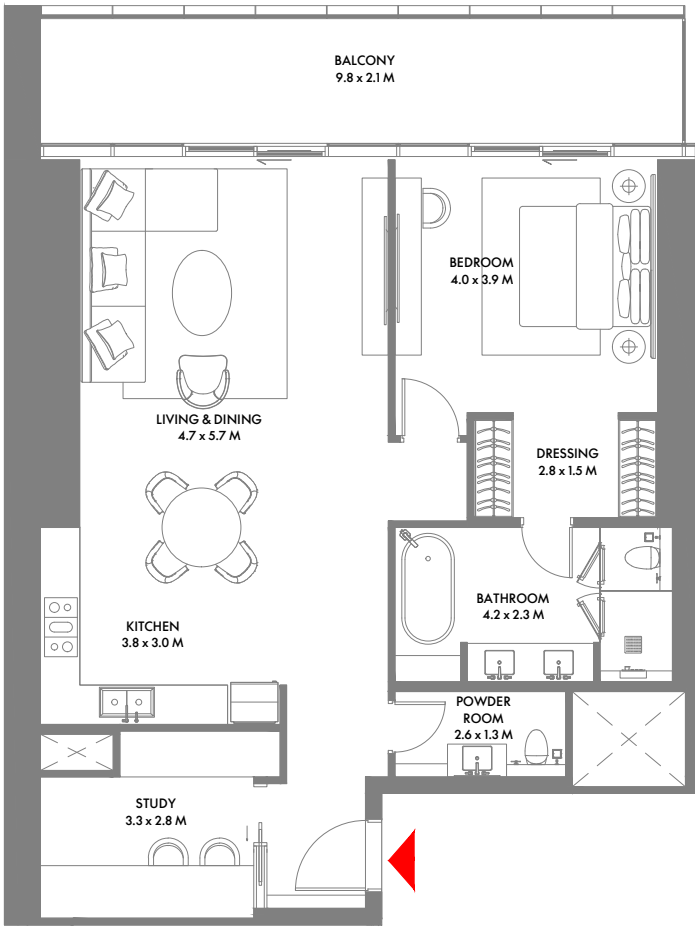 BALCONY
9.8 x 2.1 M
BEDROOM
4.0 x 3.9 M
LIVING & DINING
4.7 x 5.7 M
DRESSING
2.8 x 1.5 M
BATHROOM
4.2 x 2.3 M
KITCHEN
3.8 x 3.0 M
POWDER
ROOM
2.6 x 1.3 M
STUDY
3.3 x 2.8 M